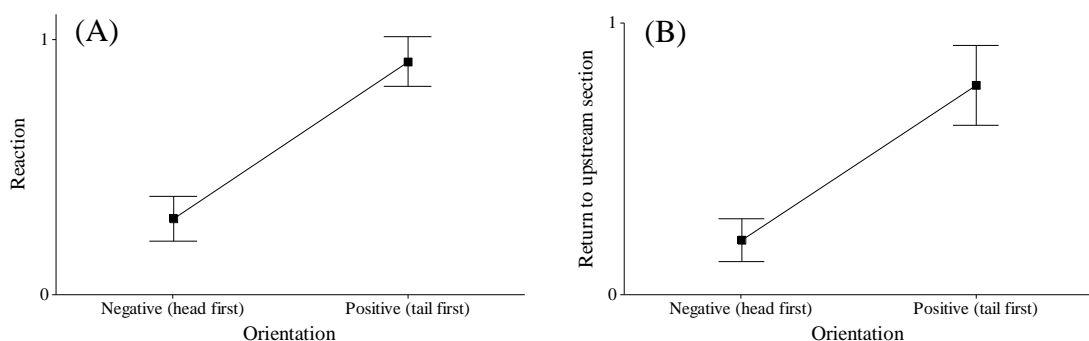 (A)
1
Reaction
0
Negative (head first)
Positive (tail first)
Orientation
(B)
1
Return to upstream section
0
Negative (head first)
Positive (tail first)
Orientation